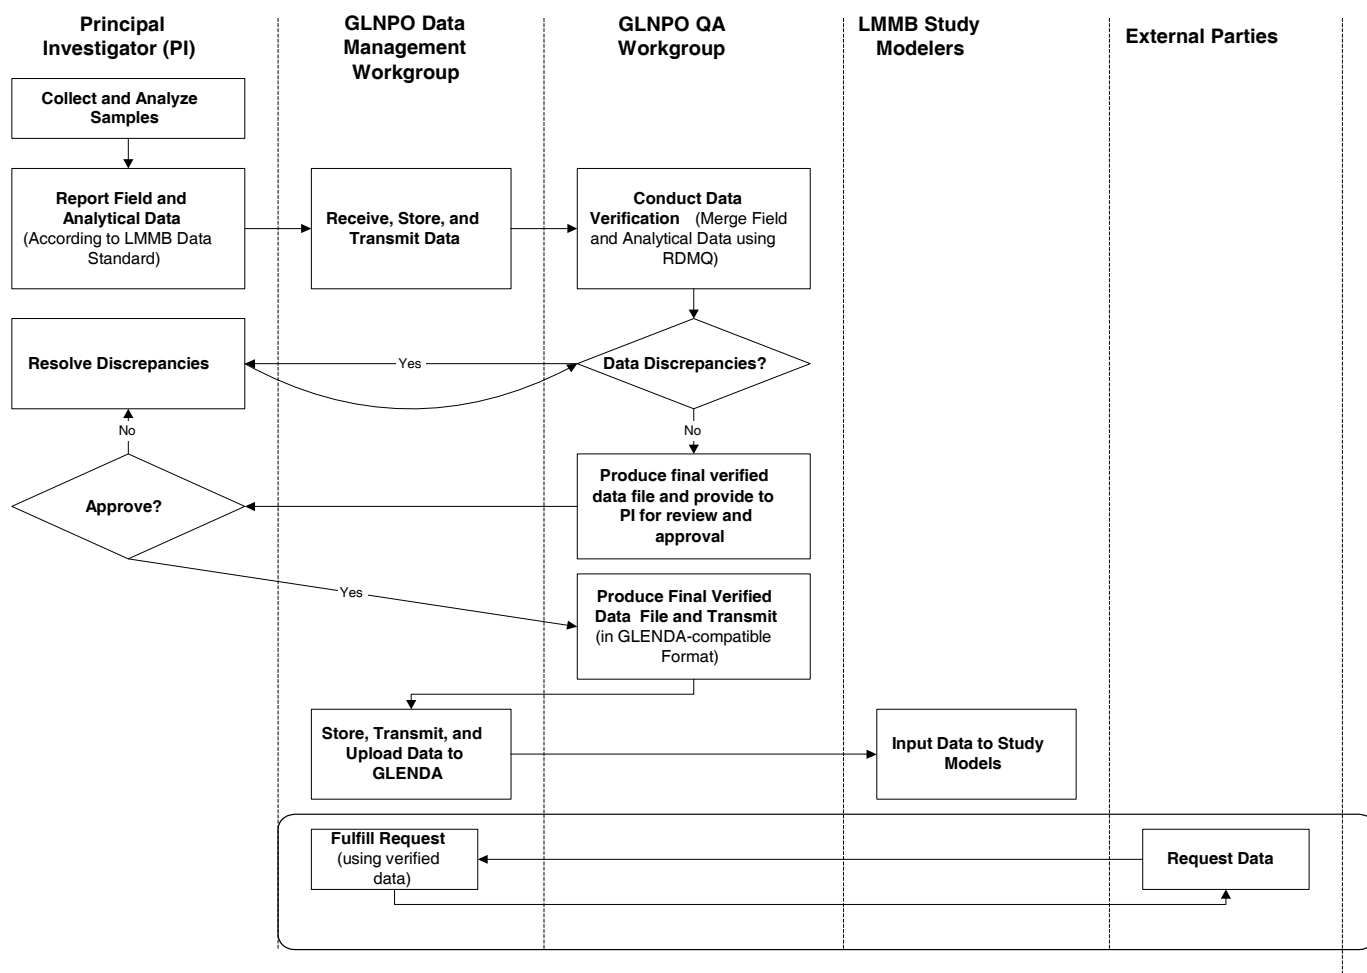 Principal
Investigator (PI)
GLNPO Data
Management
Workgroup
GLNPO QA
Workgroup
LMMB Study
Modelers
External Parties
Collect and Analyze
Samples
Report Field and
Analytical Data
(According to LMMB Data
Standard)
Receive, Store, and
Transmit Data
Conduct Data
Verification (Merge Field
and Analytical Data using
RDMQ)
Resolve Discrepancies
Yes
Data Discrepancies?
No
No
Approve?
Produce final verified
data file and provide to
PI for review and
approval
Yes
Produce Final Verified
Data File and Transmit
(in GLENDA-compatible
Format)
Store, Transmit, and
Upload Data to
GLENDA
Input Data to Study
Models
Fulfill Request
(using verified
data)
Request Data